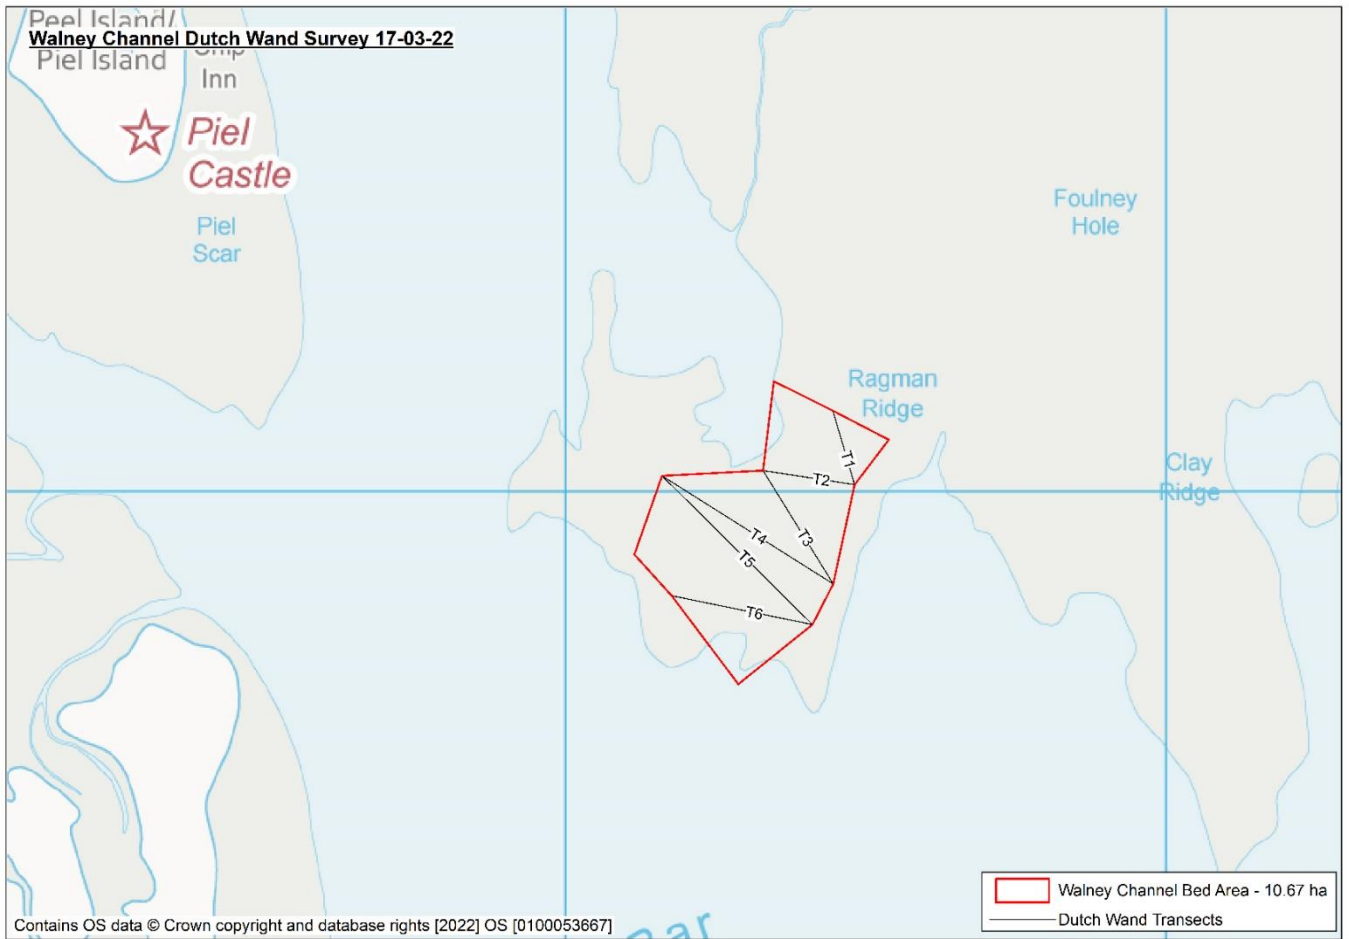 Peel Island/
Walney Channel Dutch Wand Survey 17-03-22
Piel Island
Inn
Piel
Castle
Piel
Scar
Foulney
Hole
Ragman
Ridge
Clay
Ridge
T1
T2
T3
T4
T5
T6
Walney Channel Bed Area - 10.67 ha
Dutch Wand Transects
Contains OS data © Crown copyright and database rights [2022] OS [0100053667]
Bar